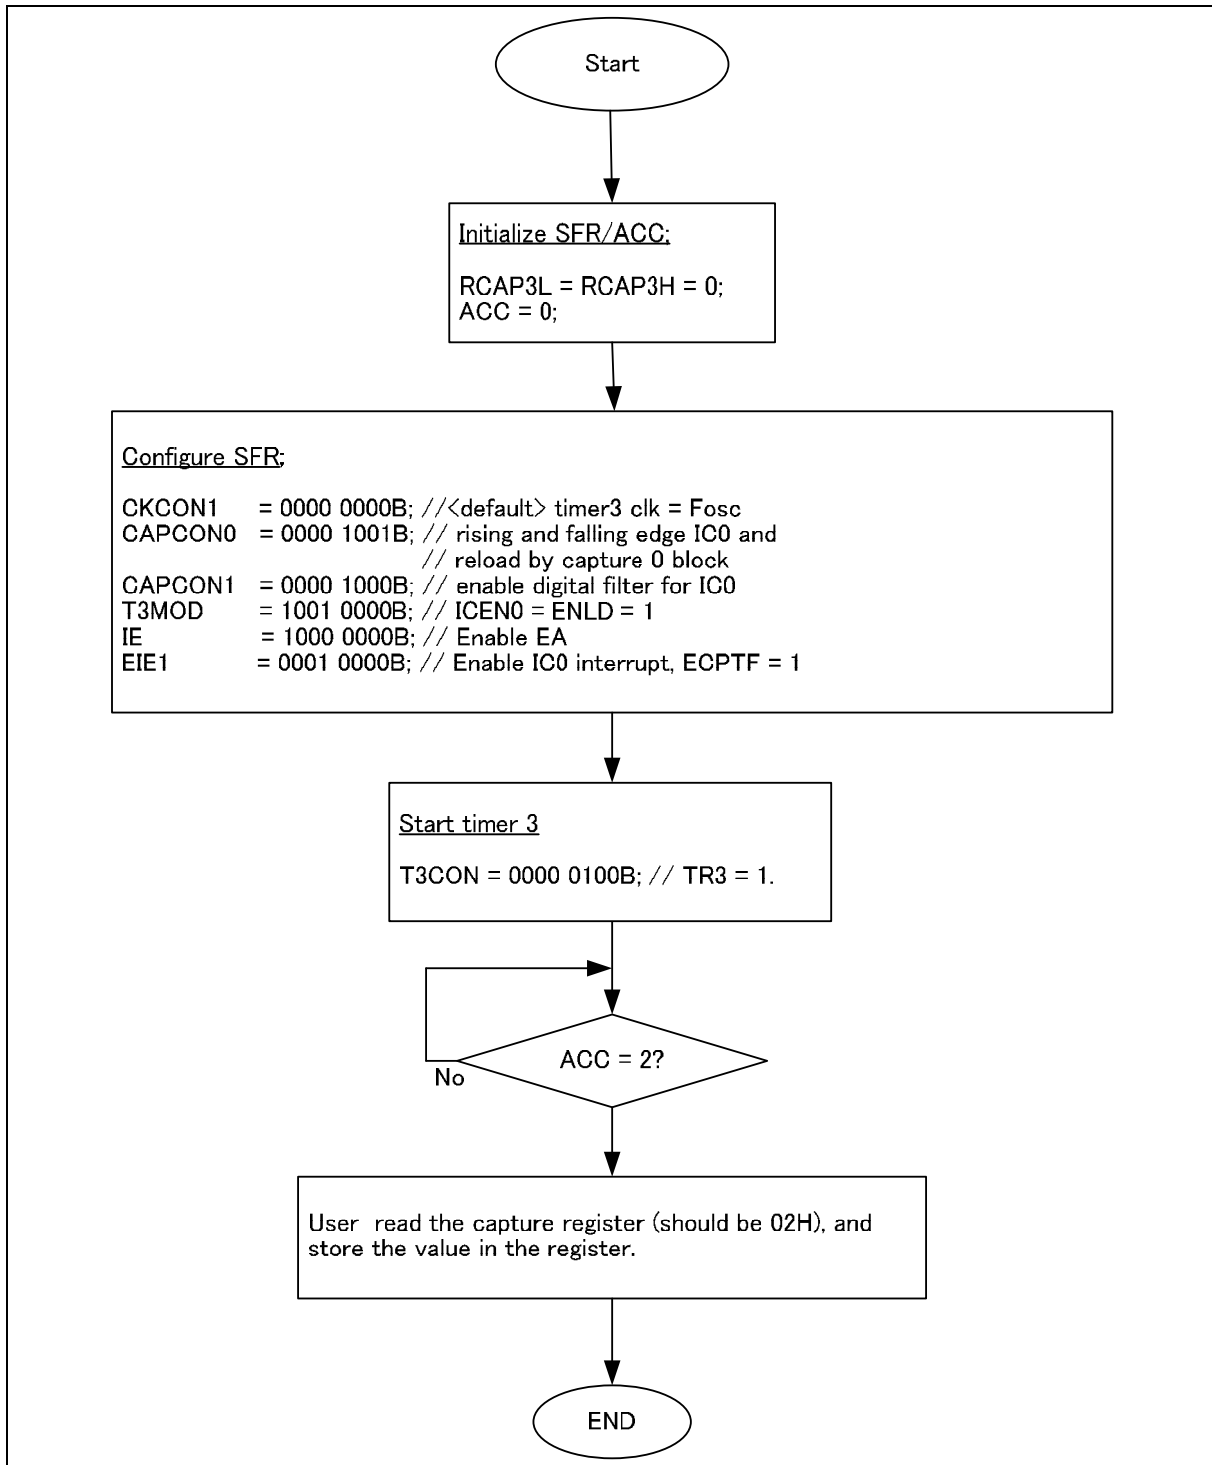 Start
Initialize SFR/ACC;
RCAP3L = RCAP3H = 0;
ACC = 0;
Configure SFR;
CKCON1 = 0000 0000B; //<default> timer3 clk = Fosc
CAPCON0 = 0000 1001B; // rising and falling edge IC0 and
// reload by capture 0 block
CAPCON1 = 0000 1000B; // enable digital filter for IC0
T3MOD = 1001 0000B; // ICEN0 = ENLD = 1
IE = 1000 0000B; // Enable EA
EIE1 = 0001 0000B; // Enable IC0 interrupt, ECPTF = 1
Start timer 3
T3CON = 0000 0100B; // TR3 = 1.
ACC = 2?
No
User read the capture register (should be 02H), and
store the value in the register.
END